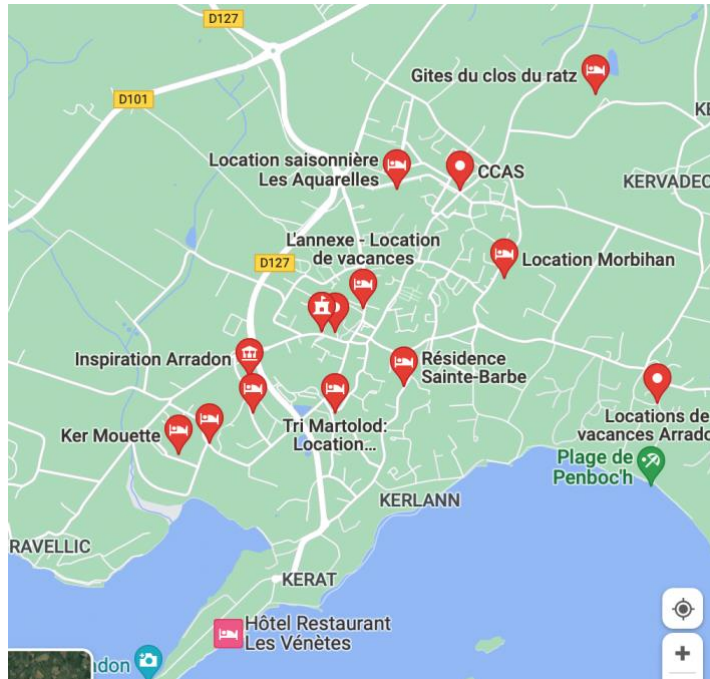 D127
Gites du clos du ratz
D101
Location saisonnière
Les Aquarelles
CCAS
KERVADEC
L'annexe - Location
de vacances
D127
Location Morbihan
Inspiration Arradon
Résidence
Sainte-Barbe
Ker Mouette
Tri Martolod:
Location...
Locations de
vacances Arrado
Plage de
Penboc'h
KERLANN
RAVELLIC
KERAT
Hôtel Restaurant
Les Vénètes
adon